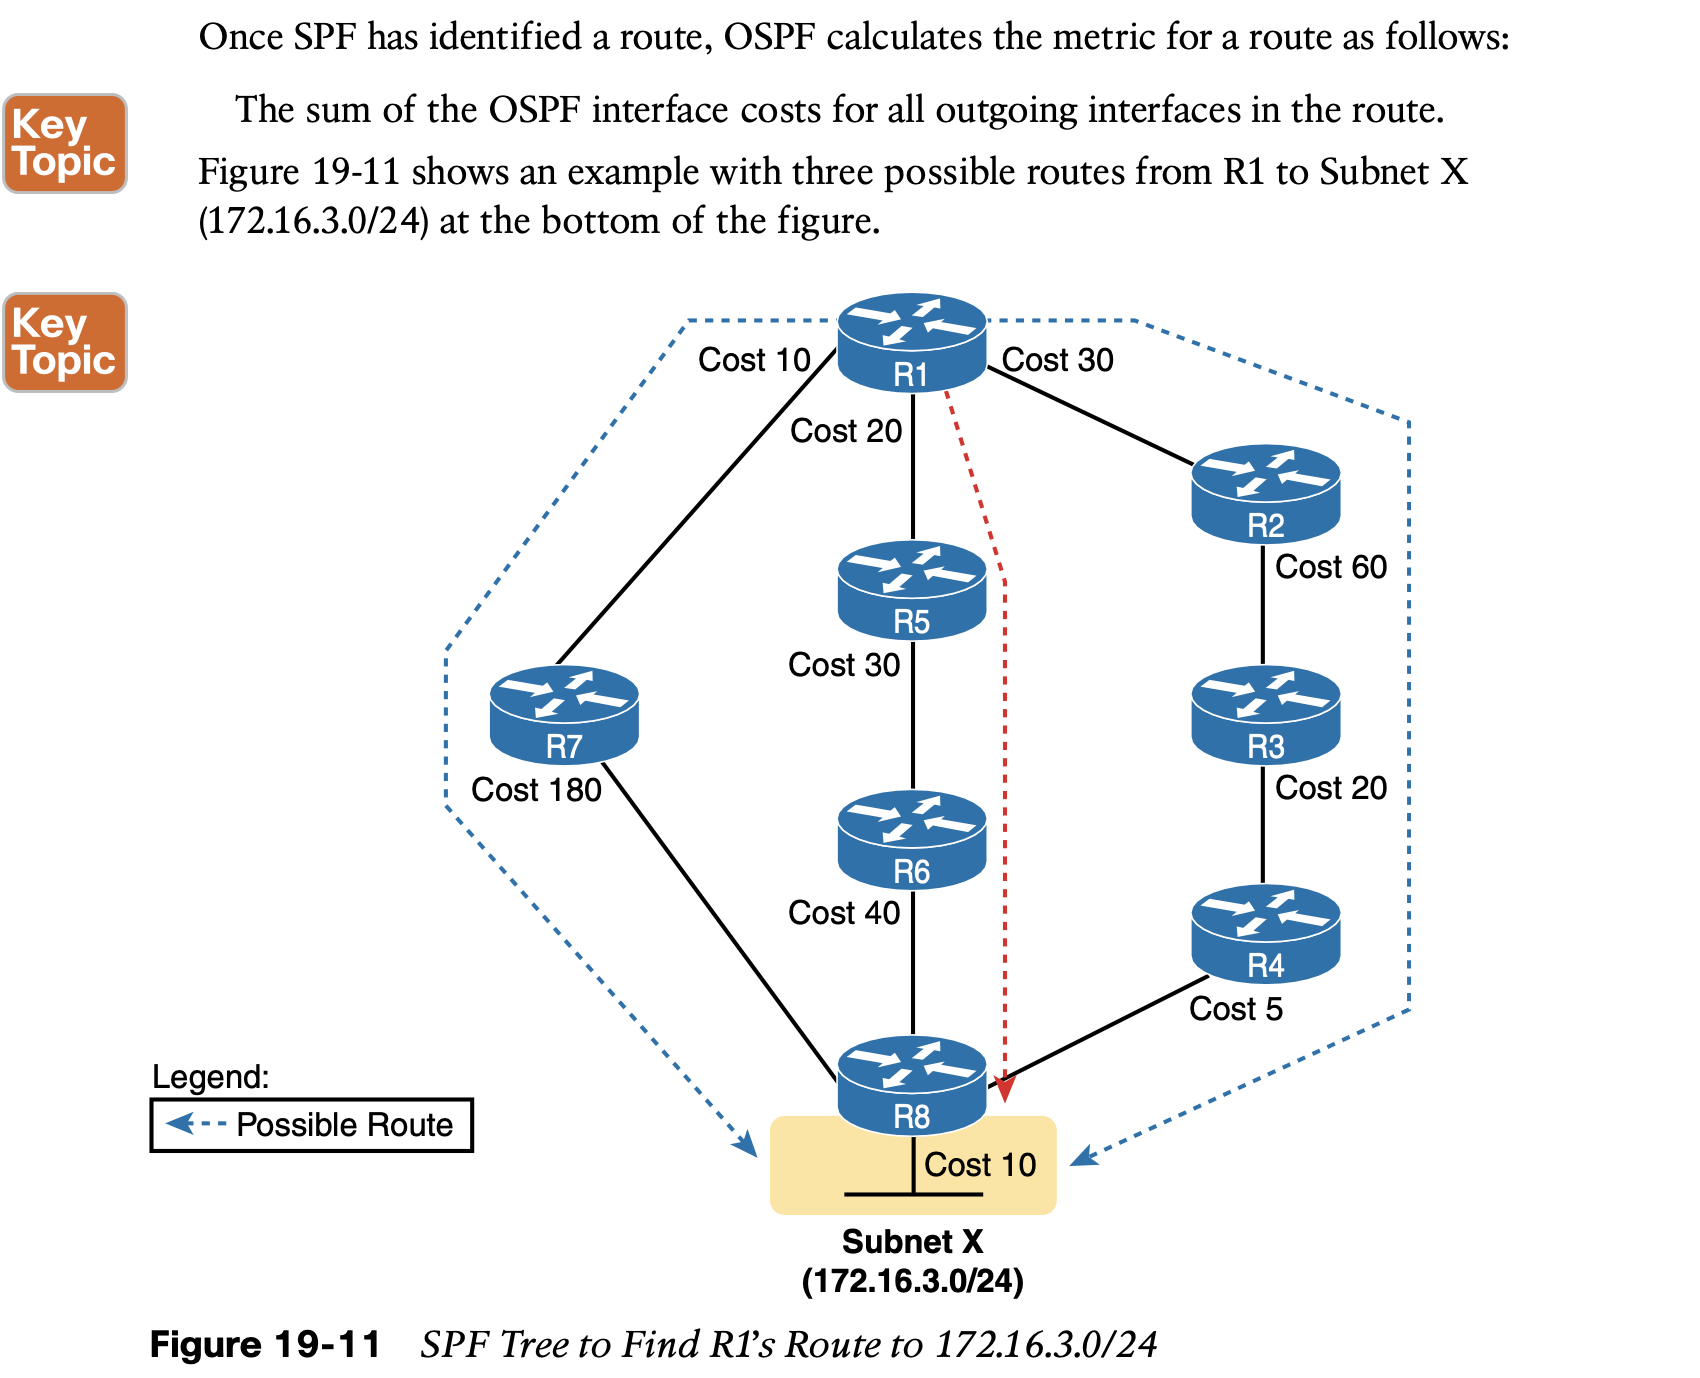 Once SPF has identified a route, OSPF calculates the metric for a route as follows:
Key
Topic
The sum of the OSPF interface costs for all outgoing interfaces in the route.
Figure 19-11 shows an example with three possible routes from R1 to Subnet X
(172.16.3.0/24) at the bottom of the figure.
Key
Topic
Cost 10
R1
Cost 30
Cost 20
R2
Cost 60
R5
Cost 30
R7
Cost 180
R3
Cost 20
R6
Cost 40
R4
Cost 5
Legend:
Possible Route
R8
Cost 10
Subnet X
(172.16.3.0/24)
Figure 19-11 SPF Tree to Find R1’s Route to 172.16.3.0/24